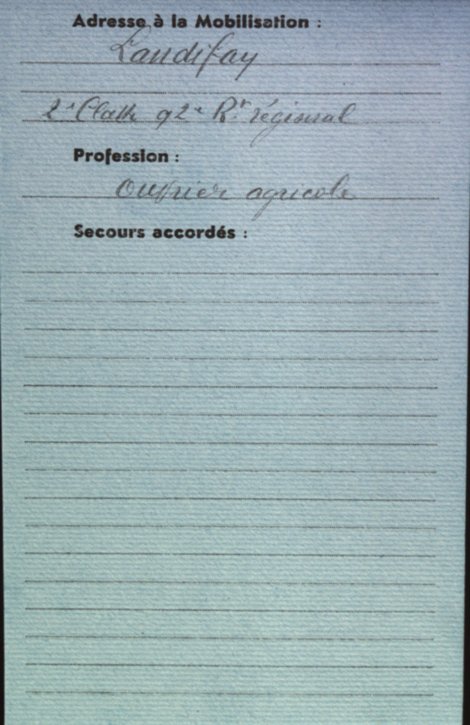 Adresse à la Mobilisation :
Landifay
2e Classe 92e Rt régional
Profession :
Ouvrier agricole
Secours accordés :